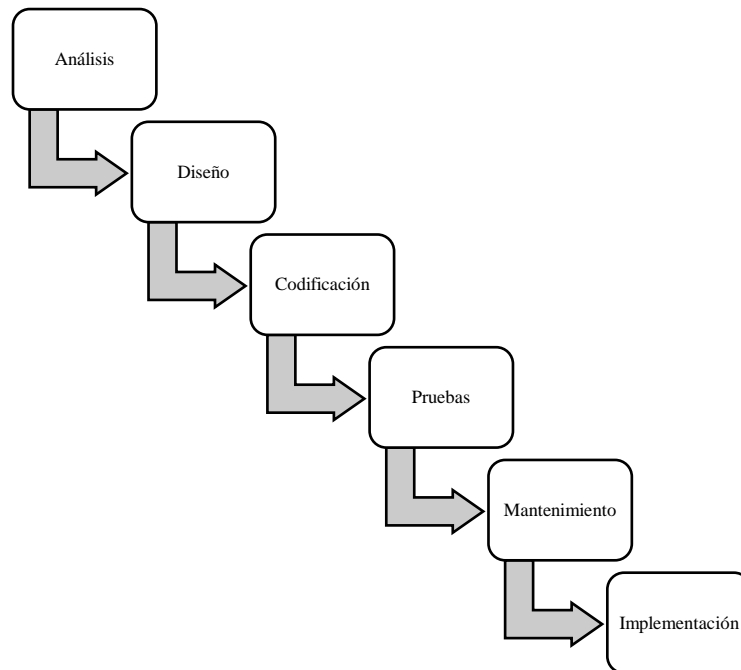 Análisis
Diseño
Codificación
Pruebas
Mantenimiento
Implementación